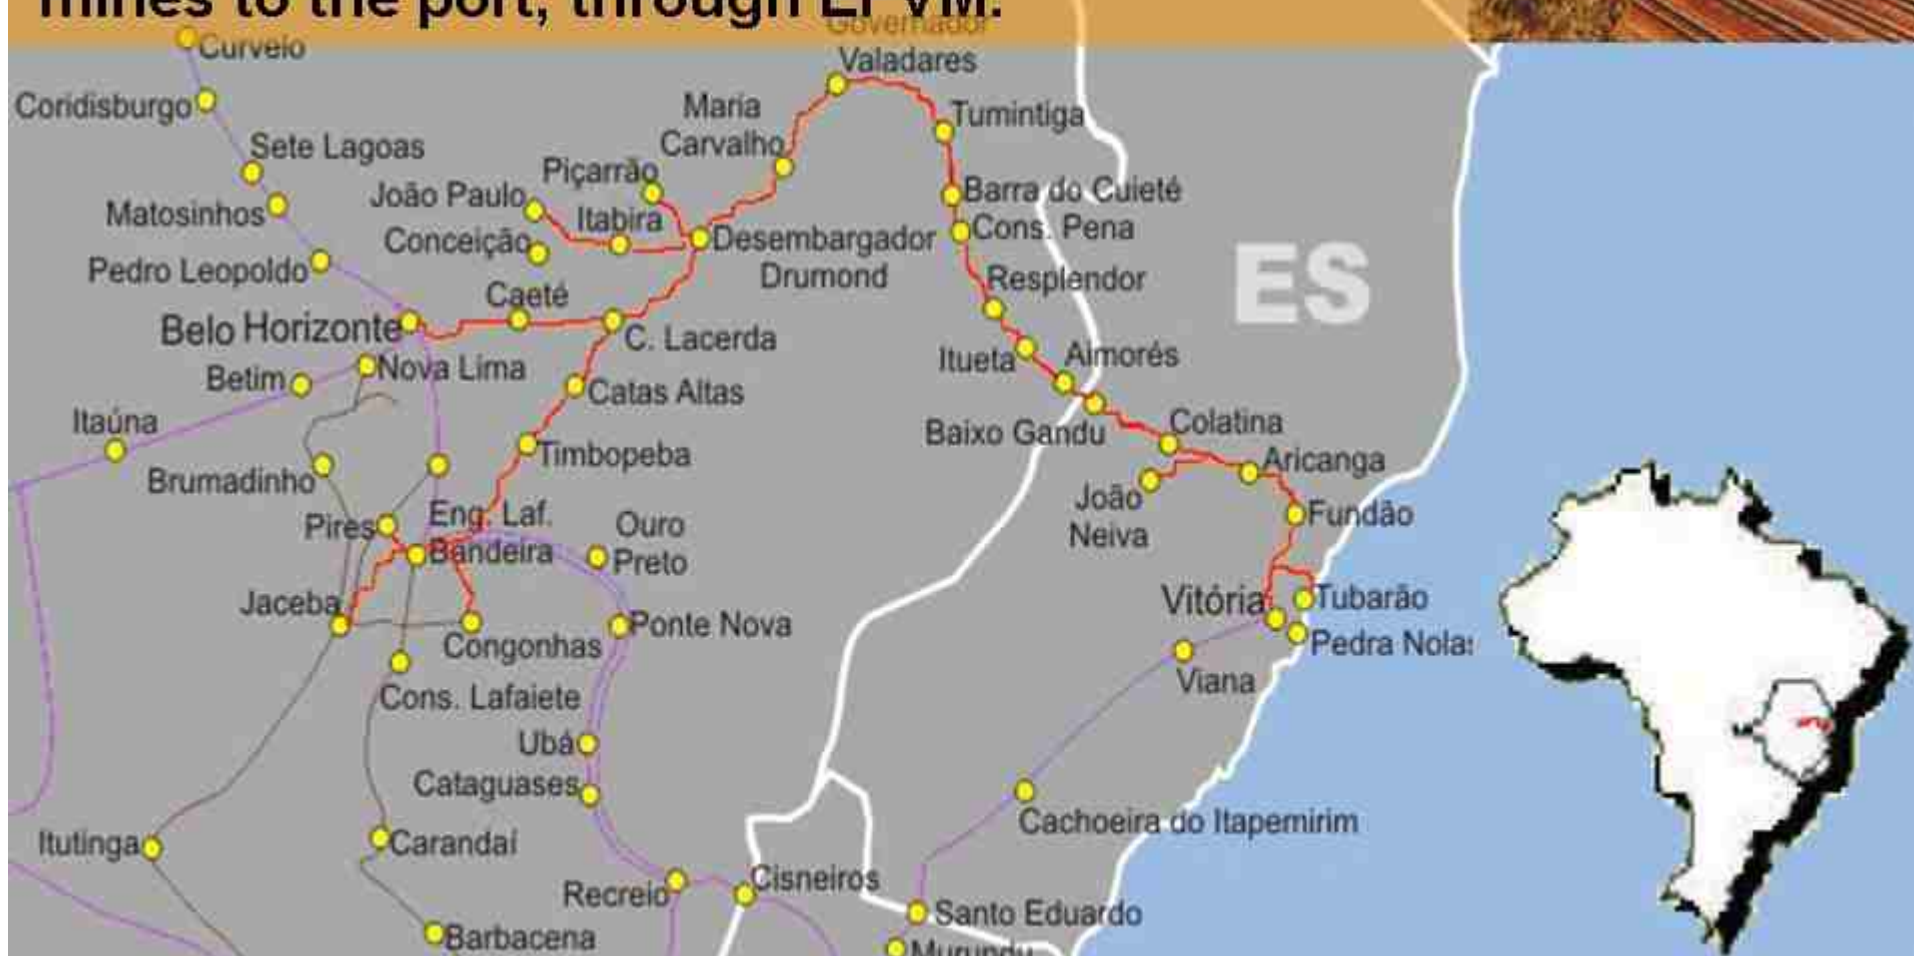 mines to the port, through EFVM.
Governador
Valadares
Curvelo
Coridisburgo
Maria
Carvalho
Tumintiga
Sete Lagoas
Piçarrão
João Paulo
Itabira
Barra do Cuieté
Matosinhos
Conceição
Desembargador
Drumond
Cons. Pena
ES
Pedro Leopoldo
Caeté
Resplendor
Belo Horizonte
C. Lacerda
Itueta
Aimorés
Nova Lima
Betim
Catas Altas
Itaúna
Baixo Gandu
Colatina
Timbopeba
Aricanga
Brumadinho
João
Neiva
Pires
Eng. Laf.
Bandeira
Ouro
Preto
Fundão
Jaceba
Vitória
Tubarão
Congonhas
Ponte Nova
Pedra Nolas
Viana
Cons. Lafaiete
Ubá
Cataguases
Cachoeira do Itapemirim
Itutinga
Carandaí
Recreio
Cisneiros
Santo Eduardo
Barbacena
Murundu